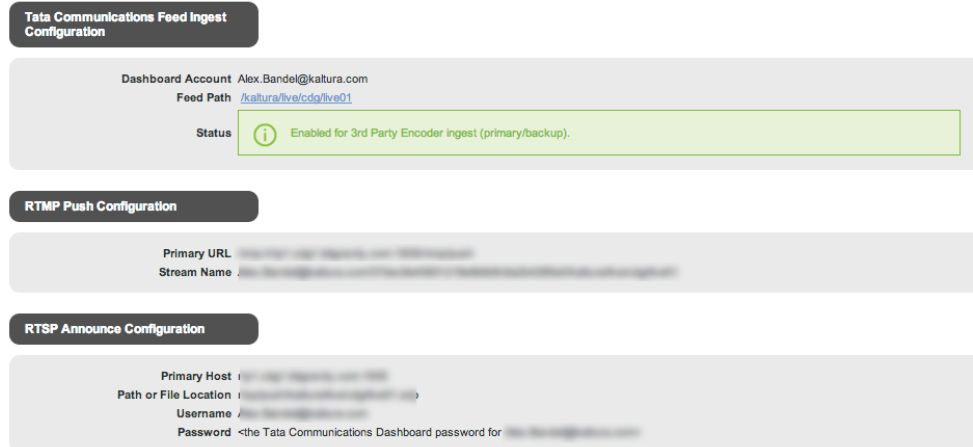 Tata Communications Feed Ingest
Configuration
Dashboard Account Alex.Bandel@kaltura.com
Feed Path /kaltura/live/cdg/live01
Status Enabled for 3rd Party Encoder ingest (primary/backup).
RTMP Push Configuration
Primary URL
Stream Name
RTSP Announce Configuration
Primary Host
Path or File Location
Username
Password <the Tata Communications Dashboard password for